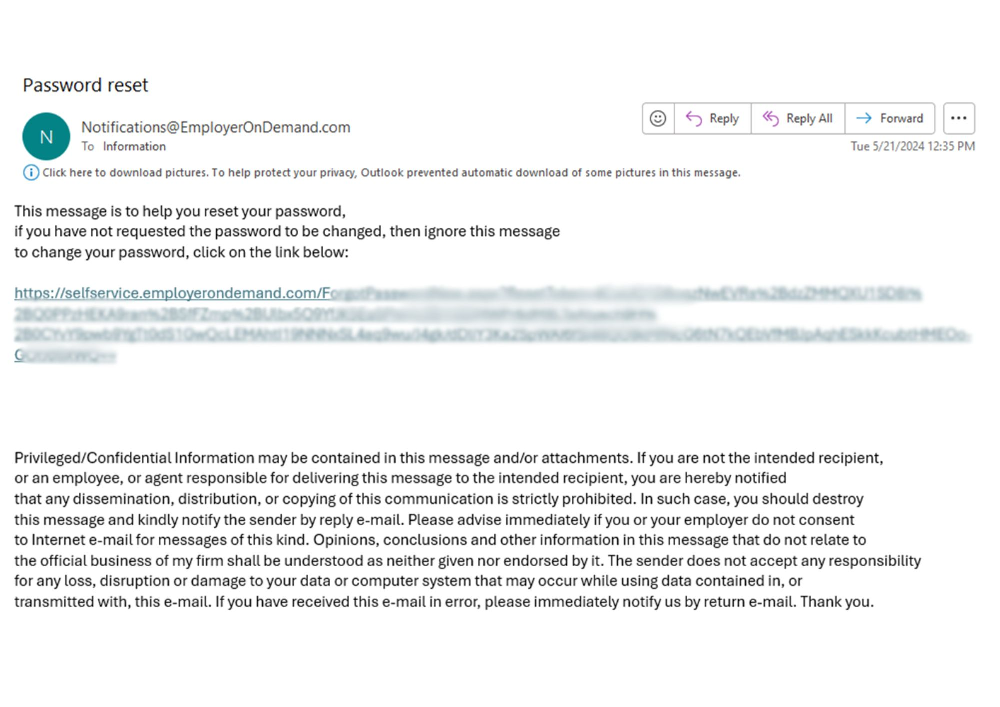 Password reset
N
Notifications@EmployerOnDemand.com
To Information
Reply
Reply All
Forward
Tue 5/21/2024 12:35 PM
Click here to download pictures. To help protect your privacy, Outlook prevented automatic download of some pictures in this message.
This message is to help you reset your password,
if you have not requested the password to be changed, then ignore this message
to change your password, click on the link below:
https://selfservice.employerondemand.com/F
G
Privileged/Confidential Information may be contained in this message and/or attachments. If you are not the intended recipient,
or an employee, or agent responsible for delivering this message to the intended recipient, you are hereby notified
that any dissemination, distribution, or copying of this communication is strictly prohibited. In such case, you should destroy
this message and kindly notify the sender by reply e-mail. Please advise immediately if you or your employer do not consent
to Internet e-mail for messages of this kind. Opinions, conclusions and other information in this message that do not relate to
the official business of my firm shall be understood as neither given nor endorsed by it. The sender does not accept any responsibility
for any loss, disruption or damage to your data or computer system that may occur while using data contained in, or
transmitted with, this e-mail. If you have received this e-mail in error, please immediately notify us by return e-mail. Thank you.